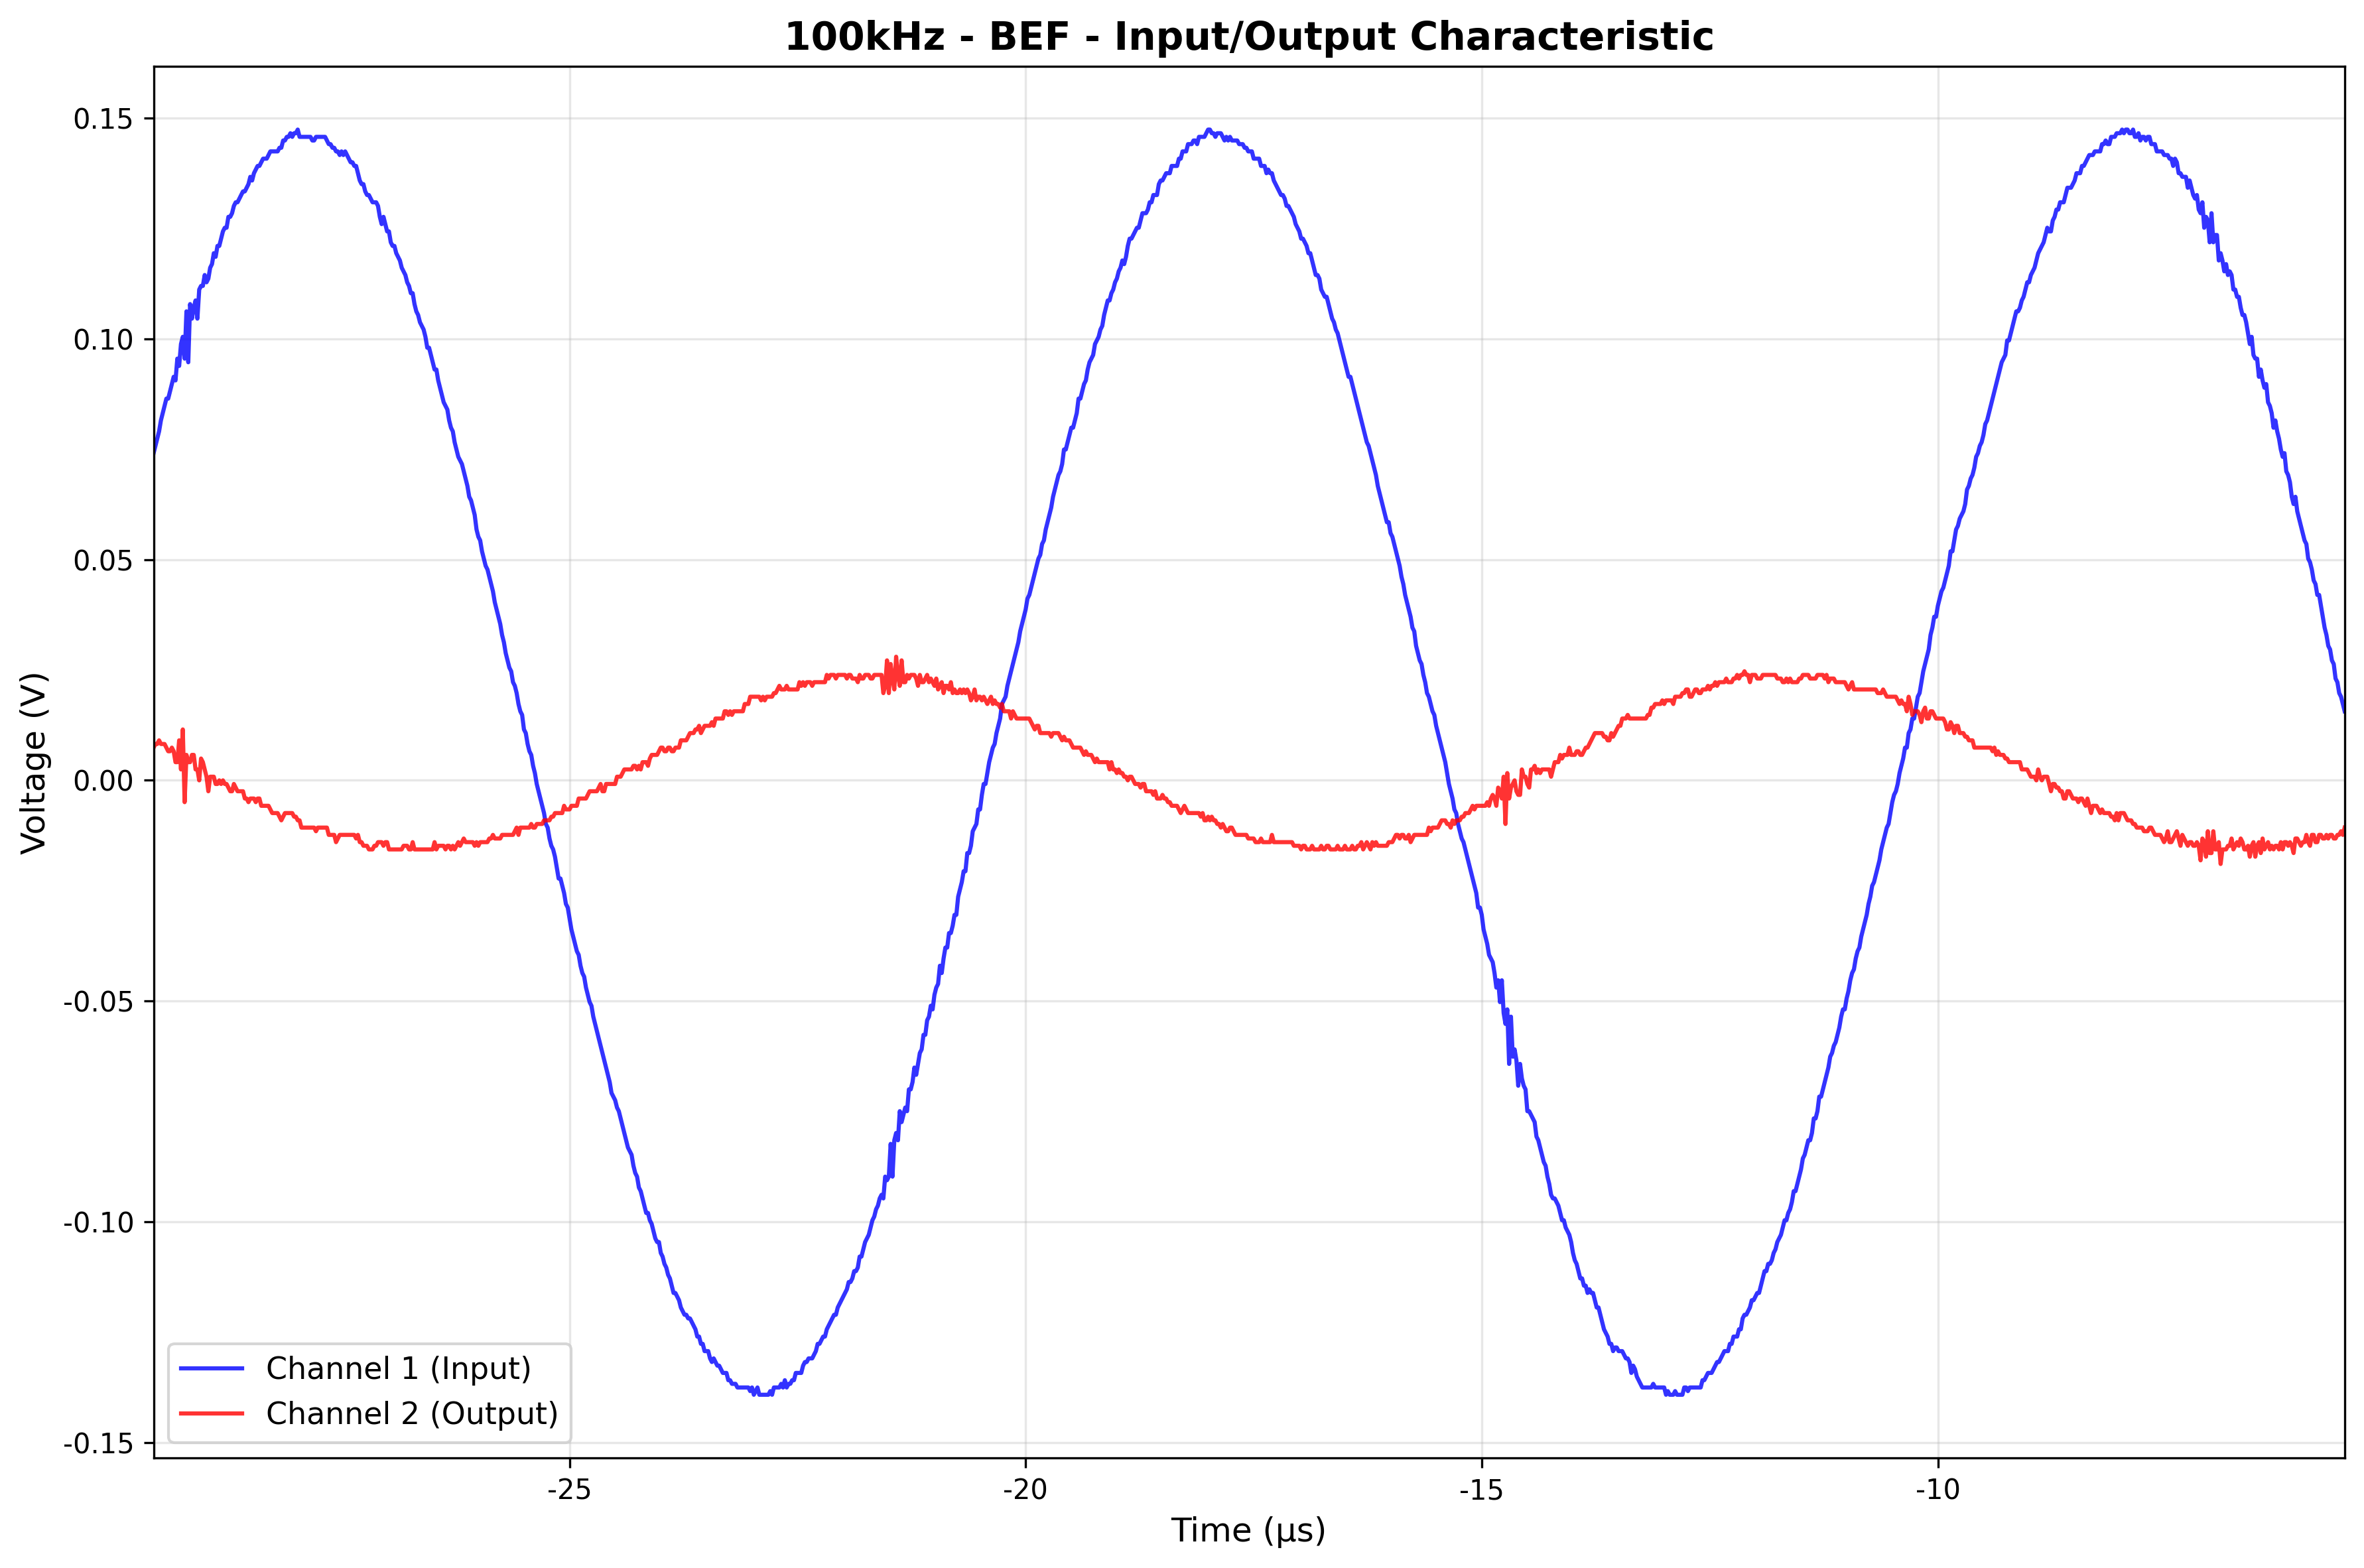 100kHz - BEF - Input/Output Characteristic
0.15
0.10
0.05
0.00
-0.05
-0.10
-0.15
Voltage (V)
Channel 1 (Input)
Channel 2 (Output)
-25
-20
-15
-10
Time (µs)